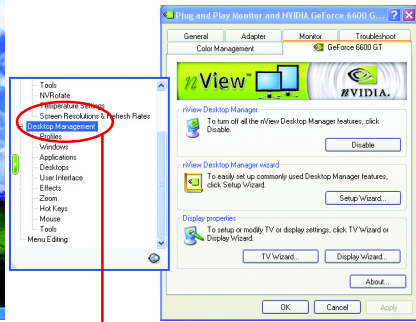 Plug and Play Monitor and NVIDIA GeForce 6600 G...
General
Adapter
Monitor
Troubleshoot
Color Management
GeForce 6600 GT
nView
NVIDIA.
nView Desktop Manager
To turn off all the nView Desktop Manager features, click
Disable.
Disable
nView Desktop Manager wizard
To easily set up commonly used Desktop Manager features,
click Setup Wizard.
Setup Wizard...
Display properties
To setup or modify TV or display settings, click TV Wizard or
Display Wizard.
TV Wizard...
Display Wizard...
About...
OK
Cancel
Apply
Tools
NVRotate
Temperature Settings
Screen Resolutions & Refresh Rates
Desktop Management
Profiles
Windows
Applications
Desktops
User Interface
Effects
Zoom
Hot Keys
Mouse
Tools
Menu Editing